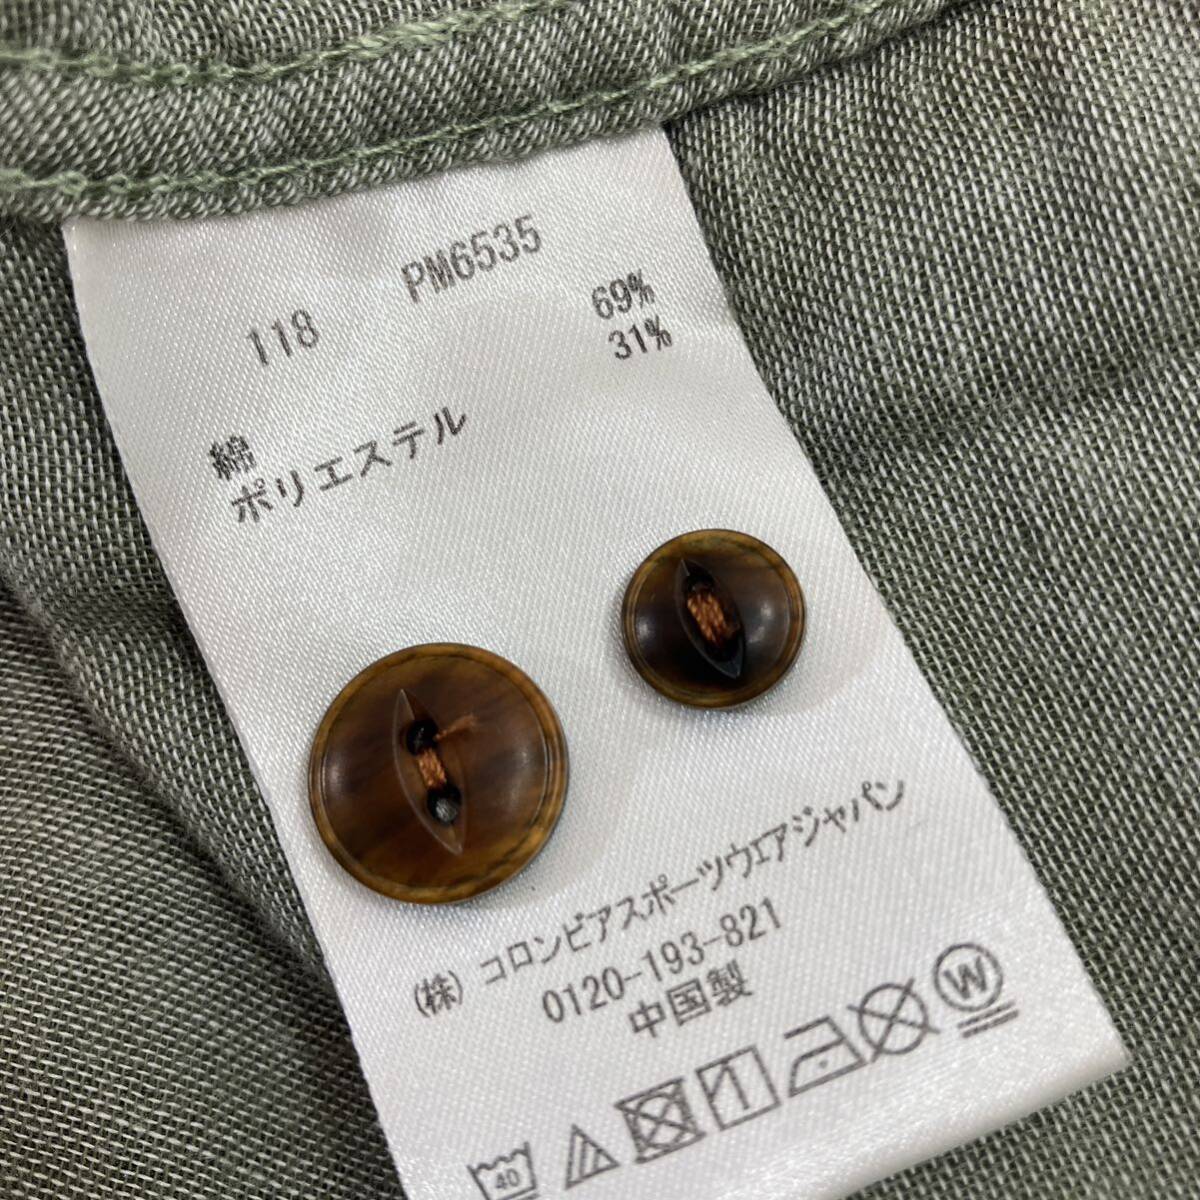 PM6535
118
綿 69%
ポリエステル 31%
(株) コロンビアスポーツウエアジャパン
0120-193-821
中国製
40
W